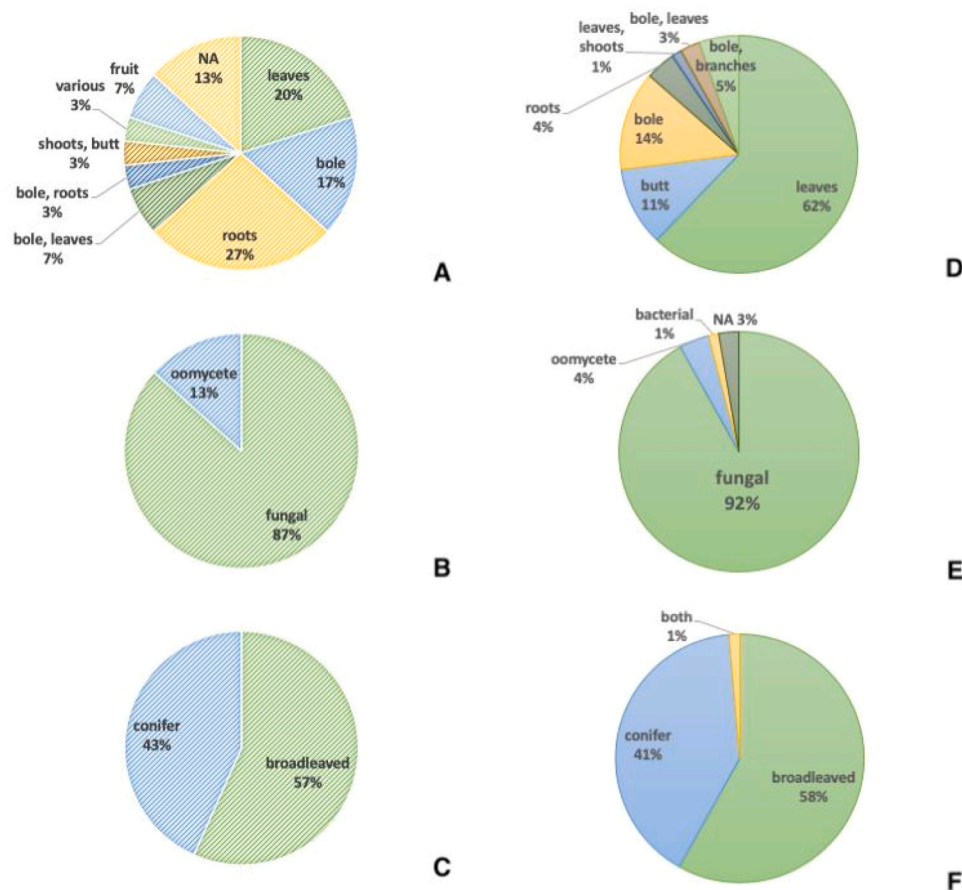 NA
13%
leaves
20%
bole
17%
roots
27%
bole, leaves
7%
bole, roots
3%
shoots, butt
3%
various
3%
fruit
7%
A
leaves,
shoots
1%
bole, leaves
3%
bole,
branches
5%
roots
4%
bole
14%
butt
11%
leaves
62%
D
oomycete
13%
fungal
87%
B
bacterial
1%
NA 3%
oomycete
4%
fungal
92%
E
conifer
43%
broadleaved
57%
C
both
1%
conifer
41%
broadleaved
58%
F